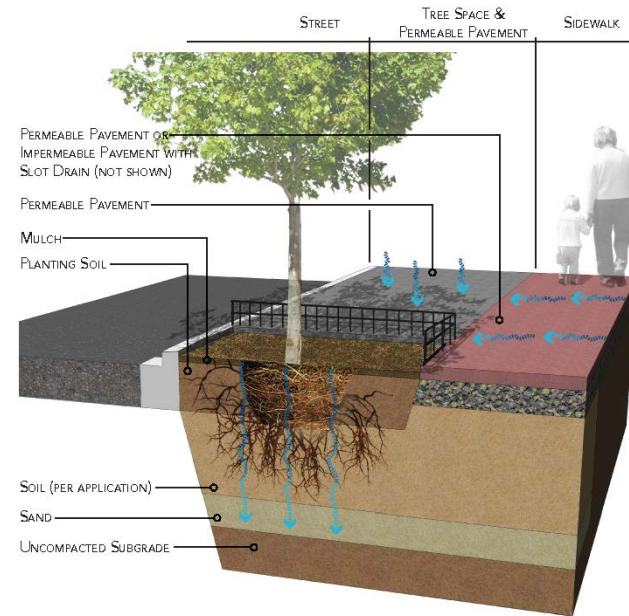 STREET
TREE SPACE &
PERMEABLE PAVEMENT
SIDEWALK
PERMEABLE PAVEMENT OR
IMPERMEABLE PAVEMENT WITH
SLOT DRAIN (NOT SHOWN)
PERMEABLE PAVEMENT
MULCH
PLANTING SOIL
SOIL (PER APPLICATION)
SAND
UNCOMPACTED SUBGRADE